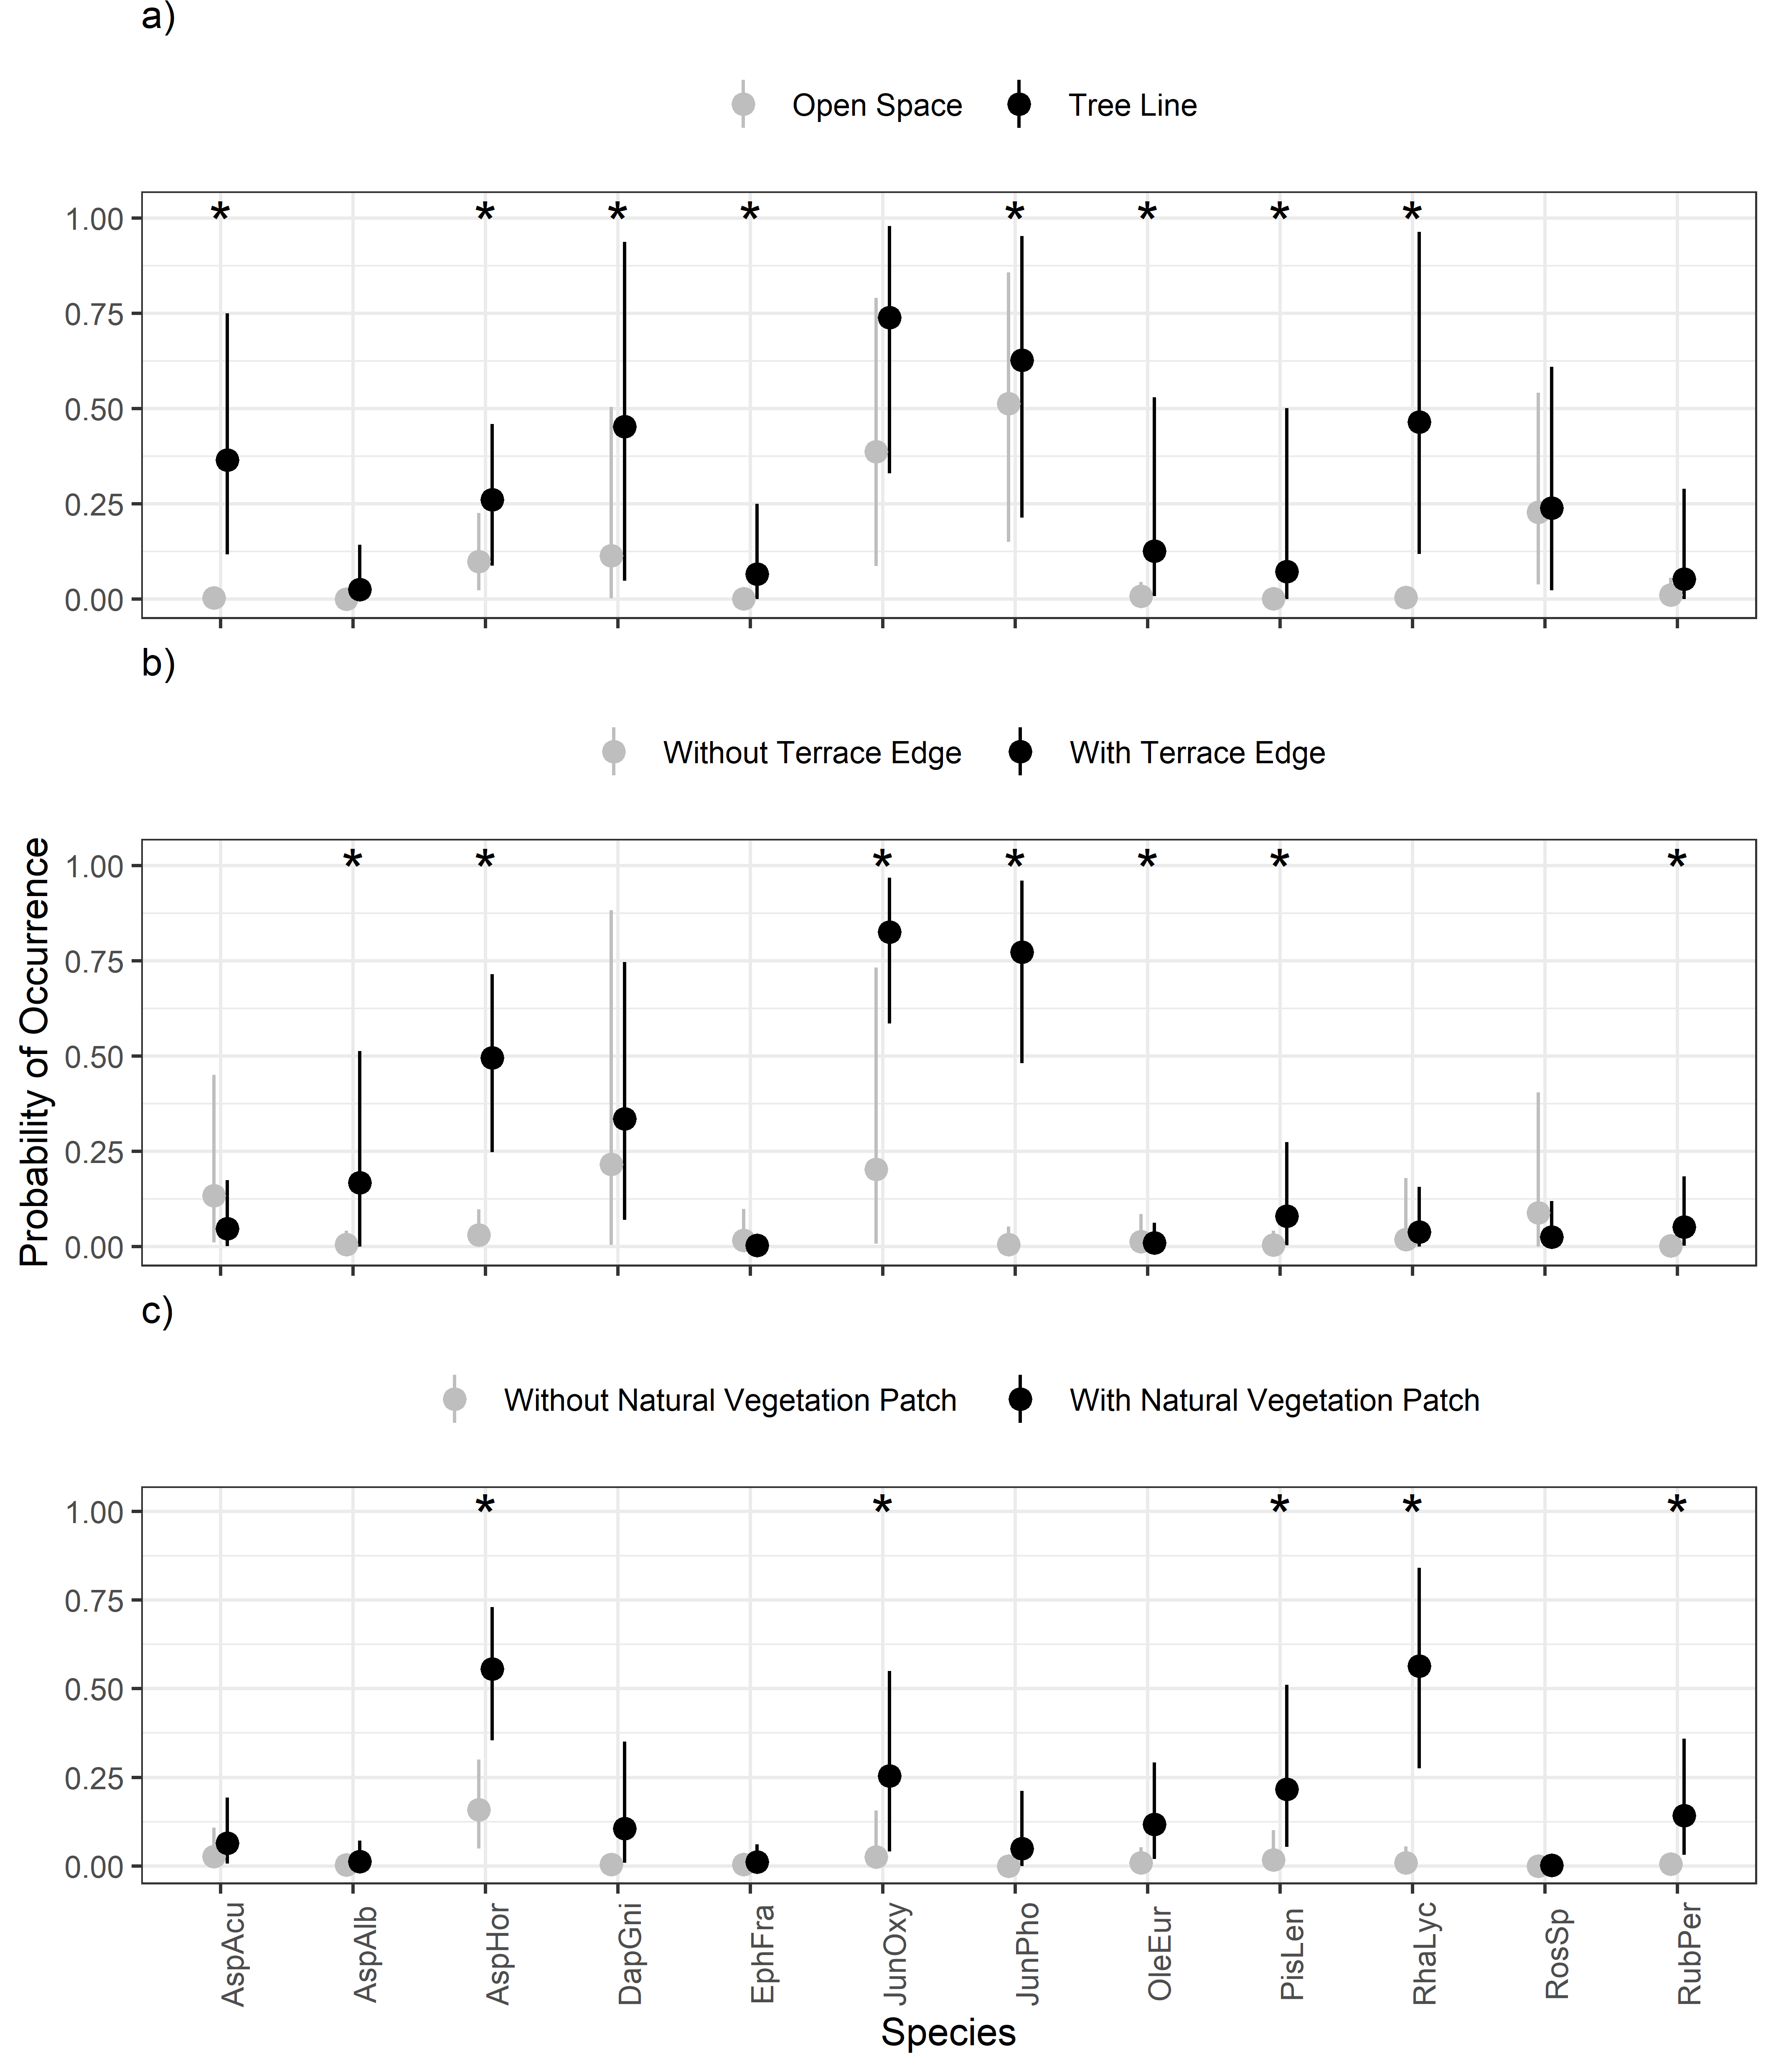 a)
Open Space Tree Line
* * * * * * * *
1.00
0.75
0.50
0.25
0.00
b)
Without Terrace Edge With Terrace Edge
Probability of Occurrence
* * * * * * *
1.00
0.75
0.50
0.25
0.00
c)
Without Natural Vegetation Patch With Natural Vegetation Patch
* * * * *
1.00
0.75
0.50
0.25
0.00
AspAcu
AspAlb
AspHor
DapGni
EphFra
JunOxy
JunPho
OleEur
PisLen
RhaLyc
RosSp
RubPer
Species